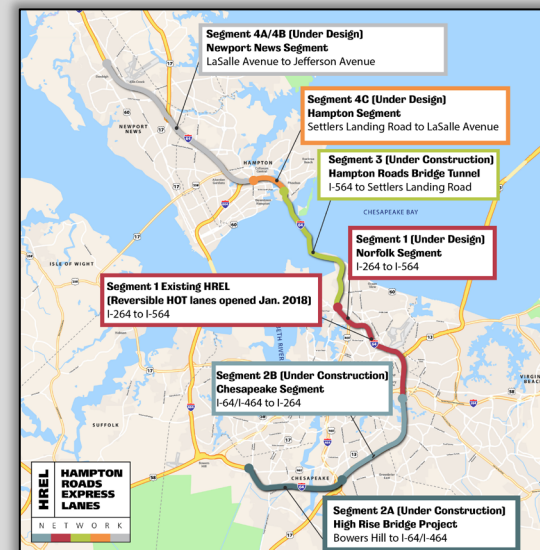 Segment 4A/4B (Under Design)
Newport News Segment
LaSalle Avenue to Jefferson Avenue
Segment 4C (Under Design)
Hampton Segment
Settlers Landing Road to LaSalle Avenue
NEWPORT
NEWS
HAMPTON
Segment 3 (Under Construction)
Hampton Roads Bridge Tunnel
I-564 to Settlers Landing Road
CHESAPEAKE BAY
Segment 1 (Under Design)
Norfolk Segment
I-264 to I-564
ISLE OF WIGHT
Segment 1 Existing HREL
(Reversible HOT lanes opened Jan. 2018)
I-264 to I-564
Segment 2B (Under Construction)
Chesapeake Segment
I-64/I-464 to I-264
SUFFOLK
CHESAPEAKE
HREL
HAMPTON
ROADS
EXPRESS
LANES
NETWORK
Segment 2A (Under Construction)
High Rise Bridge Project
Bowers Hill to I-64/I-464